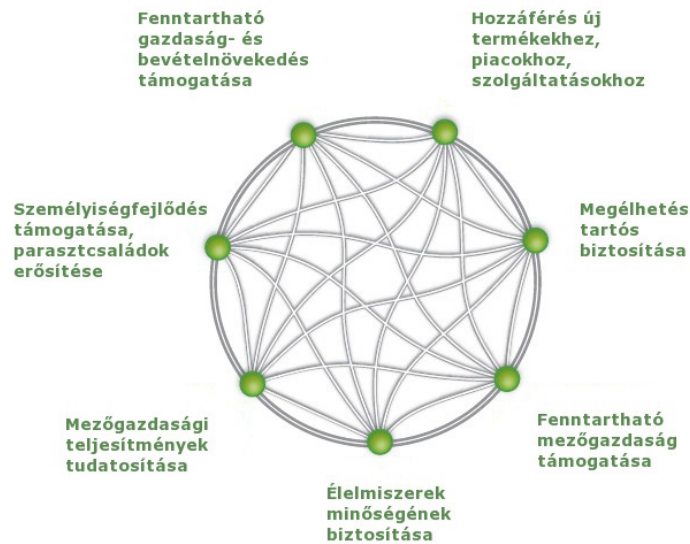 Fenntartható
gazdaság- és
bevételnövekedés
támogatása
Hozzáférés új
termékekhez,
piacokhoz,
szolgáltatásokhoz
Személyiségfejlődés
támogatása,
parasztcsaládok
erősítése
Megélhetés
tartós
biztosítása
Mezőgazdasági
teljesítmények
tudatosítása
Fenntartható
mezőgazdaság
támogatása
Élelmiszerek
minőségének
biztosítása